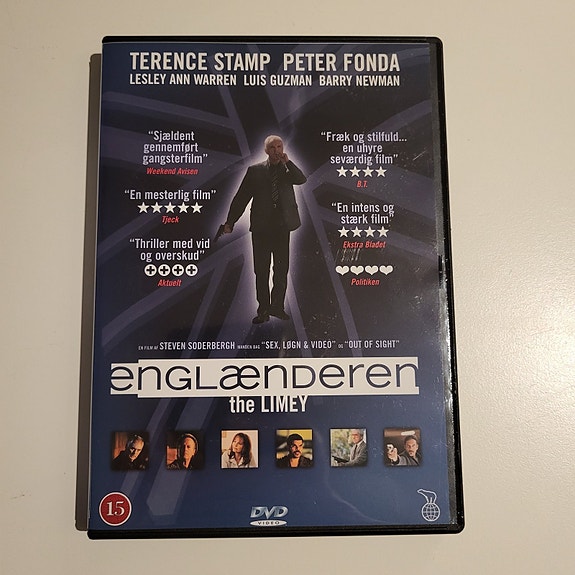 TERENCE STAMP PETER FONDA
LESLEY ANN WARREN LUIS GUZMAN BARRY NEWMAN
"Sjældent
gennemført
gangsterfilm"
Weekend Avisen
"En mesterlig film"
Tjeck
"Thriller med vid
og overskud"
Aktuelt
"Fræk og stilfuld...
en uhyre
seværdig film"
B.T.
"En intens og
stærk film"
Ekstra Bladet
Politiken
EN FILM AF STEVEN SODERBERGH MANDEN BAG "SEX, LØGN & VIDEO" OG "OUT OF SIGHT"
ENGLÆNDEREN
the LIMEY
15
DVD
VIDEO